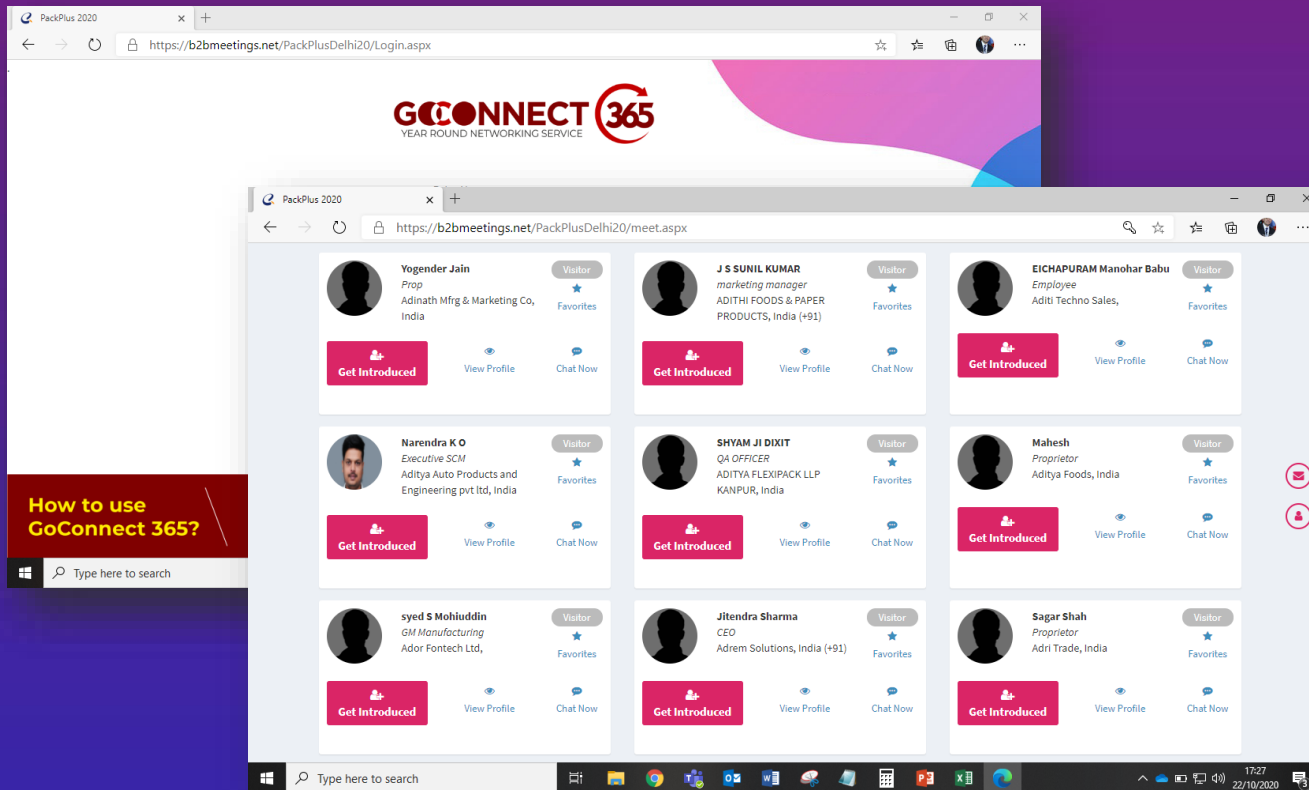 PackPlus 2020
https://b2bmeetings.net/PackPlusDelhi20/Login.aspx
GOCONNECT 365
YEAR ROUND NETWORKING SERVICE
PackPlus 2020
https://b2bmeetings.net/PackPlusDelhi20/meet.aspx
Yogender Jain
Prop
Adinath Mfrg & Marketing Co,
India
Visitor
Favorites
Get Introduced
View Profile
Chat Now
J S SUNIL KUMAR
marketing manager
ADITHI FOODS & PAPER
PRODUCTS, India (+91)
Visitor
Favorites
Get Introduced
View Profile
Chat Now
EICHAPURAM Manohar Babu
Employee
Aditi Techno Sales,
Visitor
Favorites
Get Introduced
View Profile
Chat Now
Narendra K O
Executive SCM
Aditya Auto Products and
Engineering pvt ltd, India
Visitor
Favorites
Get Introduced
View Profile
Chat Now
SHYAM JI DIXIT
QA OFFICER
ADITYA FLEXIPACK LLP
KANPUR, India
Visitor
Favorites
Get Introduced
View Profile
Chat Now
Mahesh
Proprietor
Aditya Foods, India
Visitor
Favorites
Get Introduced
View Profile
Chat Now
syed S Mohiuddin
GM Manufacturing
Ador Fontech Ltd,
Visitor
Favorites
Get Introduced
View Profile
Chat Now
Jitendra Sharma
CEO
Adrem Solutions, India (+91)
Visitor
Favorites
Get Introduced
View Profile
Chat Now
Sagar Shah
Proprietor
Adri Trade, India
Visitor
Favorites
Get Introduced
View Profile
Chat Now
How to use
GoConnect 365?
Type here to search
Type here to search
17:27
22/10/2020